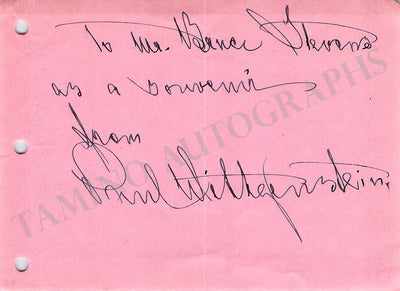 To Mr. Bruce Stevens
as a souvenir
from
Paul Wittgenstein.
TAMINO AUTOGRAPHS